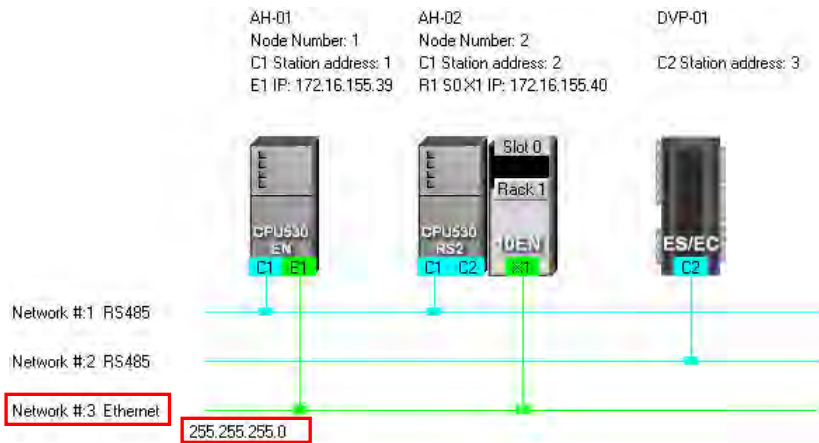 AH-01
Node Number: 1
C1 Station address: 1
E1 IP: 172.16.155.39
AH-02
Node Number: 2
C1 Station address: 2
R1 S0 X1 IP: 172.16.155.40
DVP-01
C2 Station address: 3
CPU530
EN
C1 E1
CPU530
RS2
C1 C2
Slot 0
Rack 1
10EN
X1
ES/EC
C2
Network #:1 RS485
Network #:2 RS485
Network #:3 Ethernet
255.255.255.0